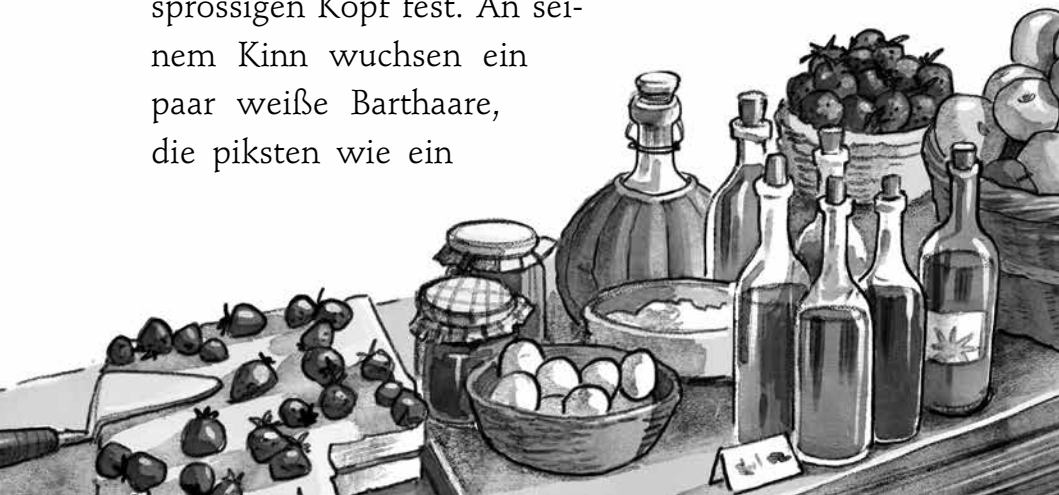 sprossigen Kopf fest. An sei-
nem Kinn wuchsen ein
paar weiße Barthaare,
die piksten wie ein